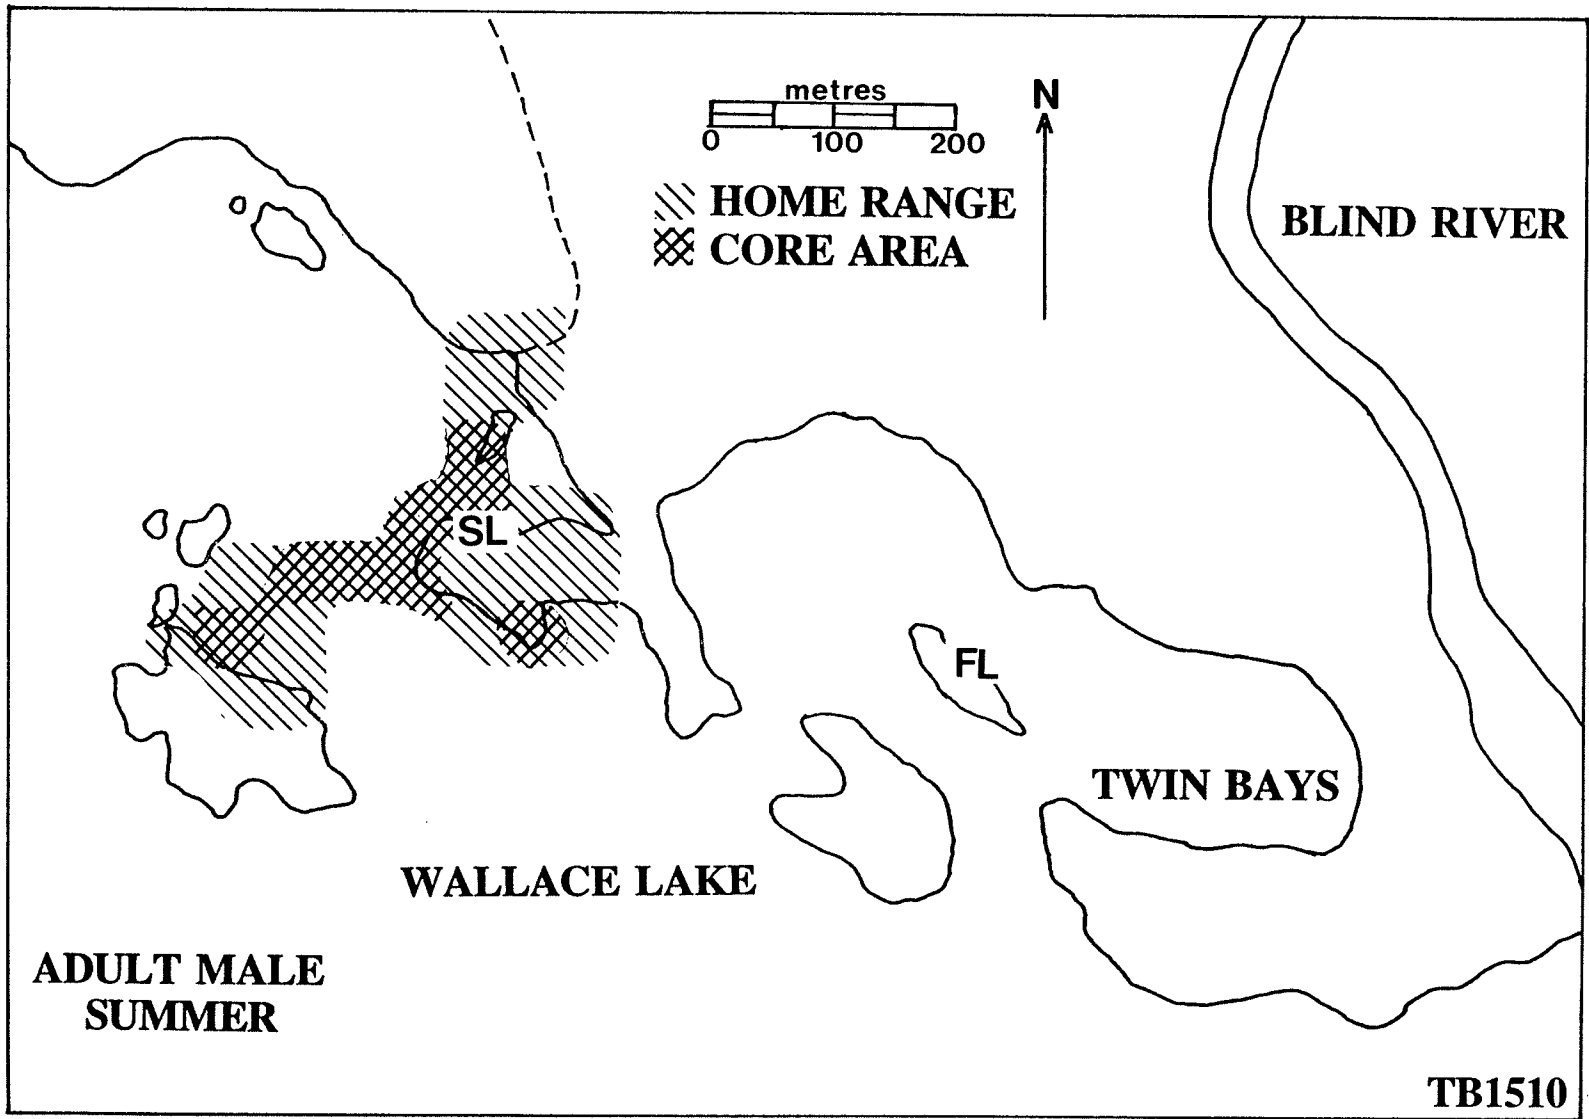 metres
0 100 200
N
HOME RANGE
CORE AREA
BLIND RIVER
SL
FL
TWIN BAYS
WALLACE LAKE
ADULT MALE
SUMMER
TB1510